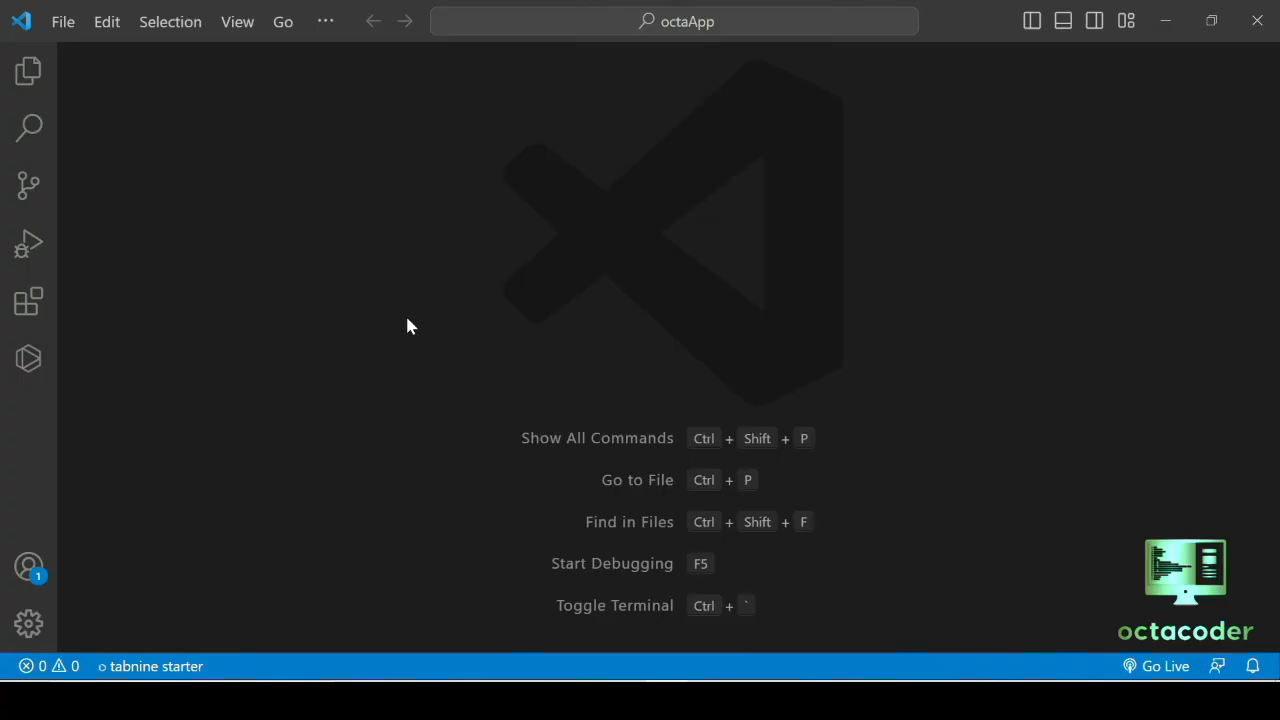 File Edit Selection View Go ··· octaApp
Show All Commands Ctrl + Shift + P
Go to File Ctrl + P
Find in Files Ctrl + Shift + F
Start Debugging F5
Toggle Terminal Ctrl + `
1
octacoder
0 0 tabnine starter Go Live